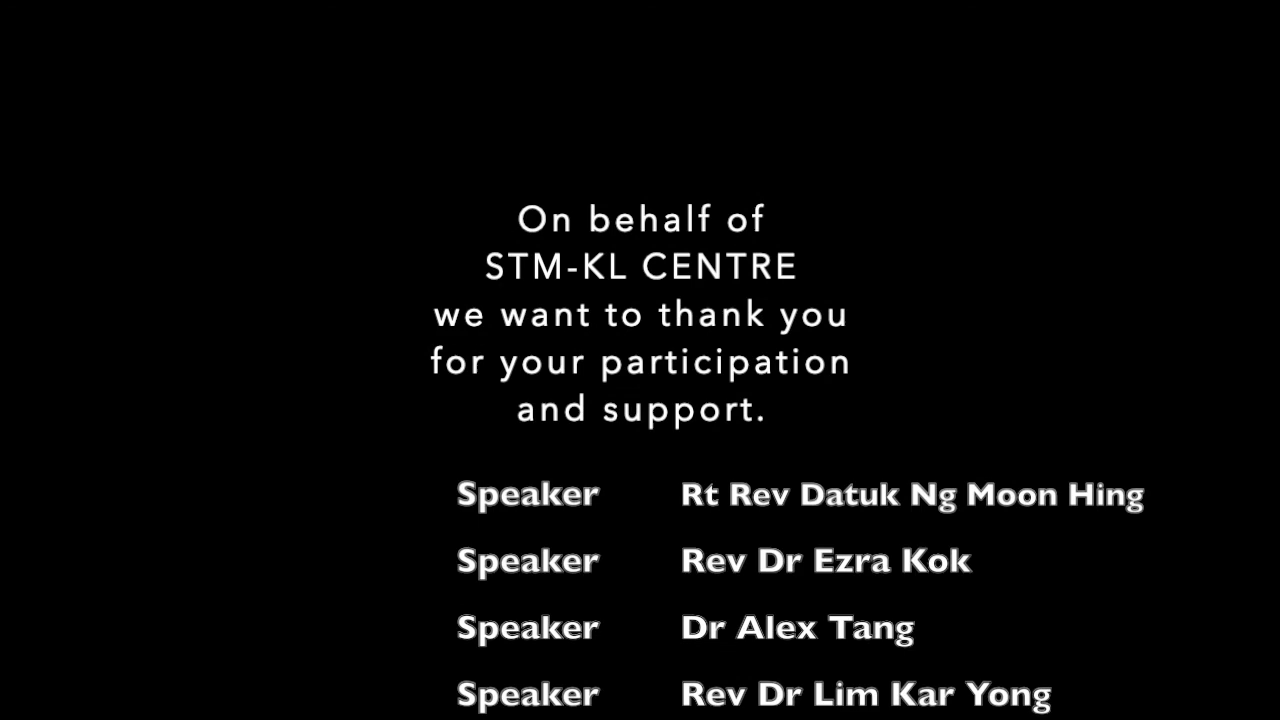 On behalf of
STM-KL CENTRE
we want to thank you
for your participation
and support.
Speaker Rt Rev Datuk Ng Moon Hing
Speaker Rev Dr Ezra Kok
Speaker Dr Alex Tang
Speaker Rev Dr Lim Kar Yong